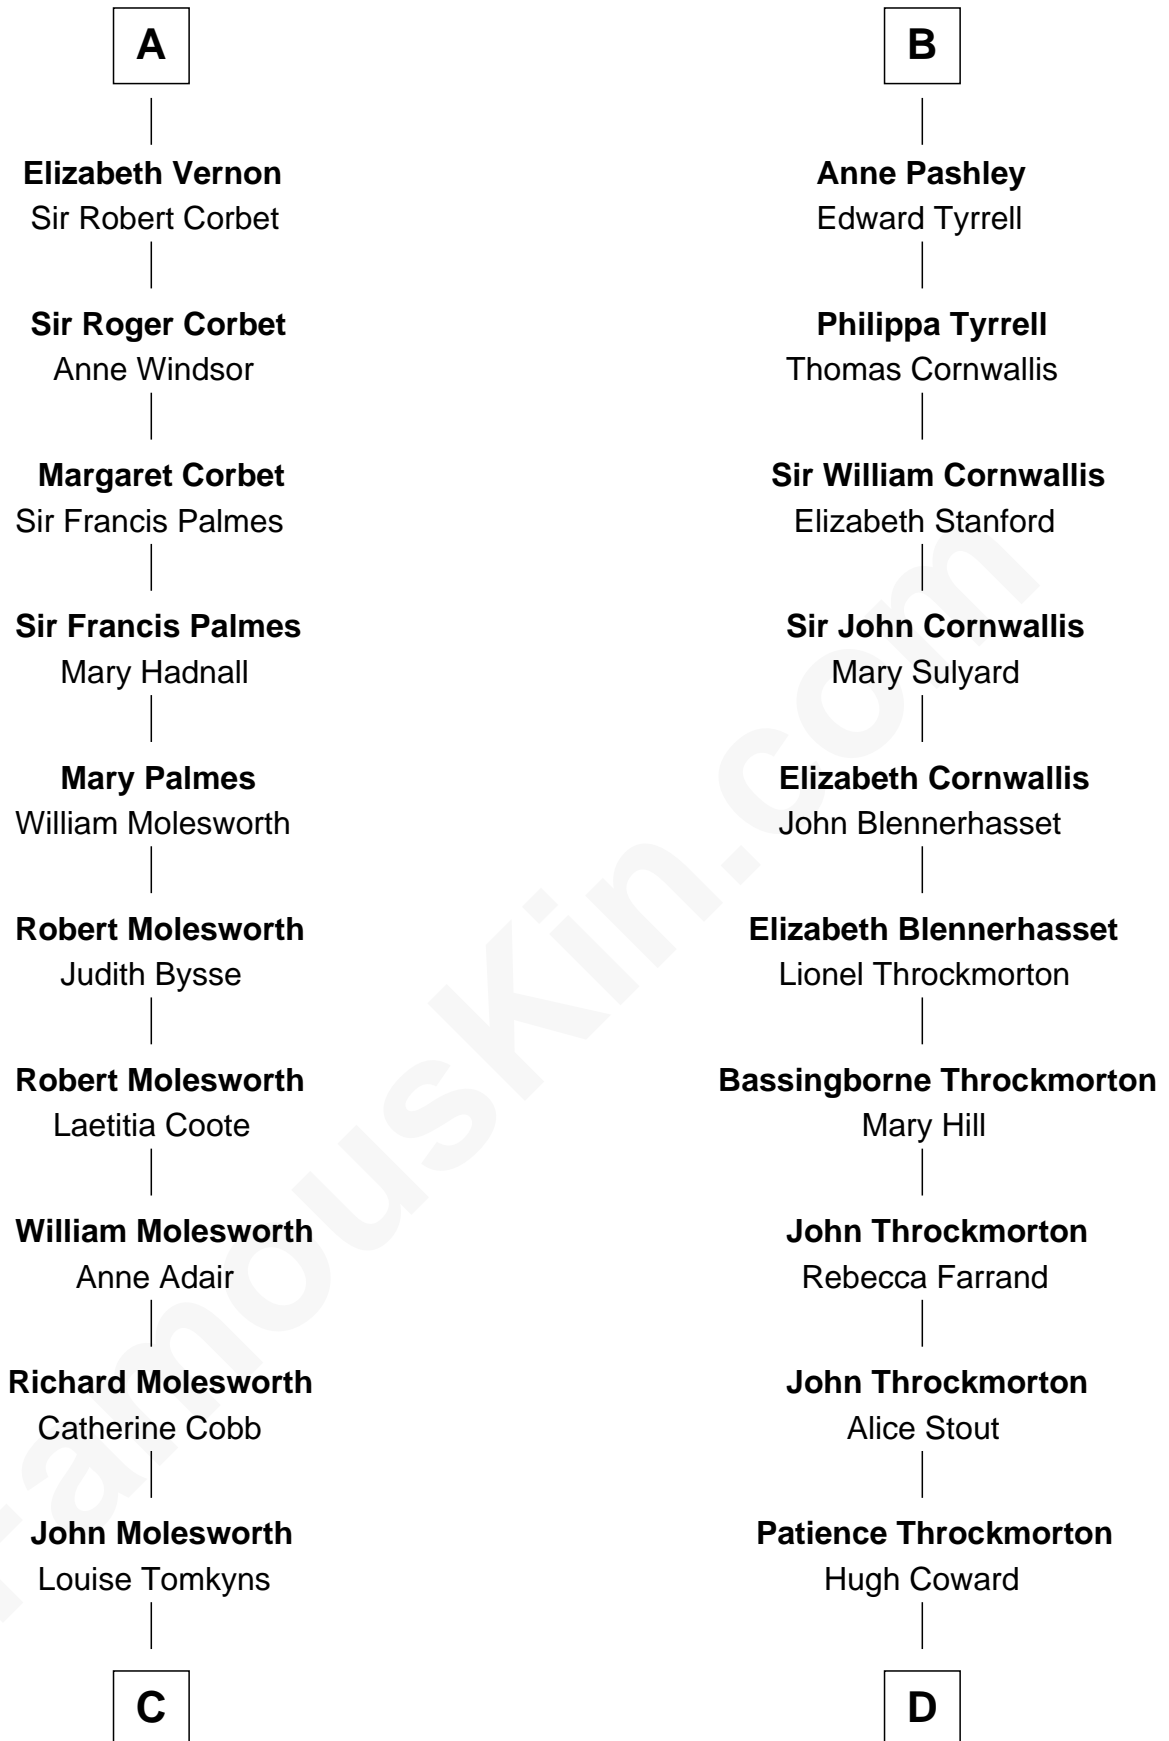 A
Elizabeth Vernon
Sir Robert Corbet
Sir Roger Corbet
Anne Windsor
Margaret Corbet
Sir Francis Palmes
Sir Francis Palmes
Mary Hadnall
Mary Palmes
William Molesworth
Robert Molesworth
Judith Bysse
Robert Molesworth
Laetitia Coote
William Molesworth
Anne Adair
Richard Molesworth
Catherine Cobb
John Molesworth
Louise Tomkyns
C
B
Anne Pashley
Edward Tyrrell
Philippa Tyrrell
Thomas Cornwallis
Sir William Cornwallis
Elizabeth Stanford
Sir John Cornwallis
Mary Sulyard
Elizabeth Cornwallis
John Blennerhasset
Elizabeth Blennerhasset
Lionel Throckmorton
Bassingborne Throckmorton
Mary Hill
John Throckmorton
Rebecca Farrand
John Throckmorton
Alice Stout
Patience Throckmorton
Hugh Coward
D
FamousKin.com